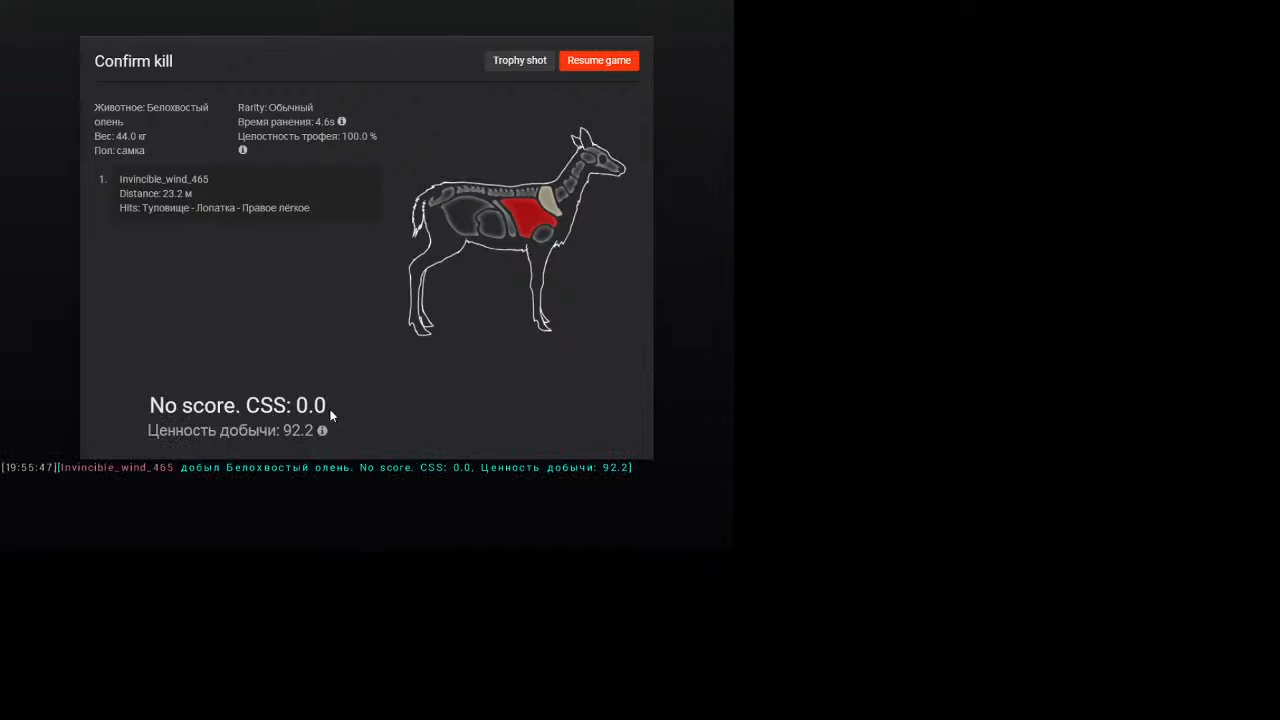 Confirm kill
Trophy shot
Resume game
Животное: Белохвостый
олень
Вес: 44.0 кг
Пол: самка
Rarity: Обычный
Время ранения: 4.6s
Целостность трофея: 100.0 %
1. Invincible_wind_465
Distance: 23.2 м
Hits: Туловище - Лопатка - Правое лёгкое
No score. CSS: 0.0
Ценность добычи: 92.2
[19:55:47][Invincible_wind_465 добыл Белохвостый олень. No score. CSS: 0.0, Ценность добычи: 92.2]